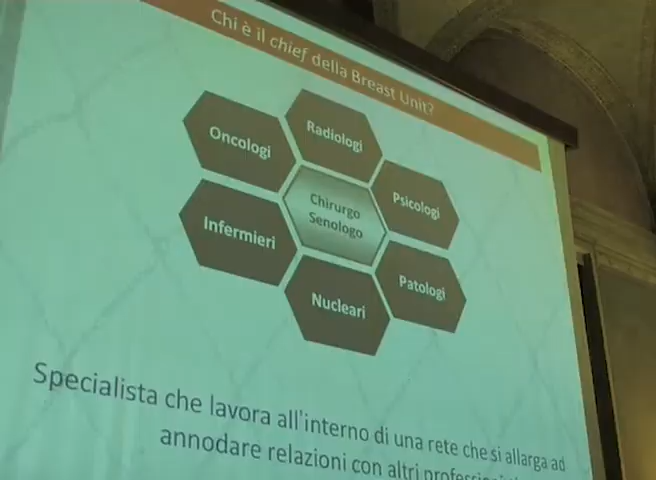 Chi è il chief della Breast Unit?
Oncologi
Radiologi
Psicologi
Chirurgo
Senologo
Infermieri
Patologi
Nucleari
Specialista che lavora all'interno di una rete che si allarga ad
annodare relazioni con altri